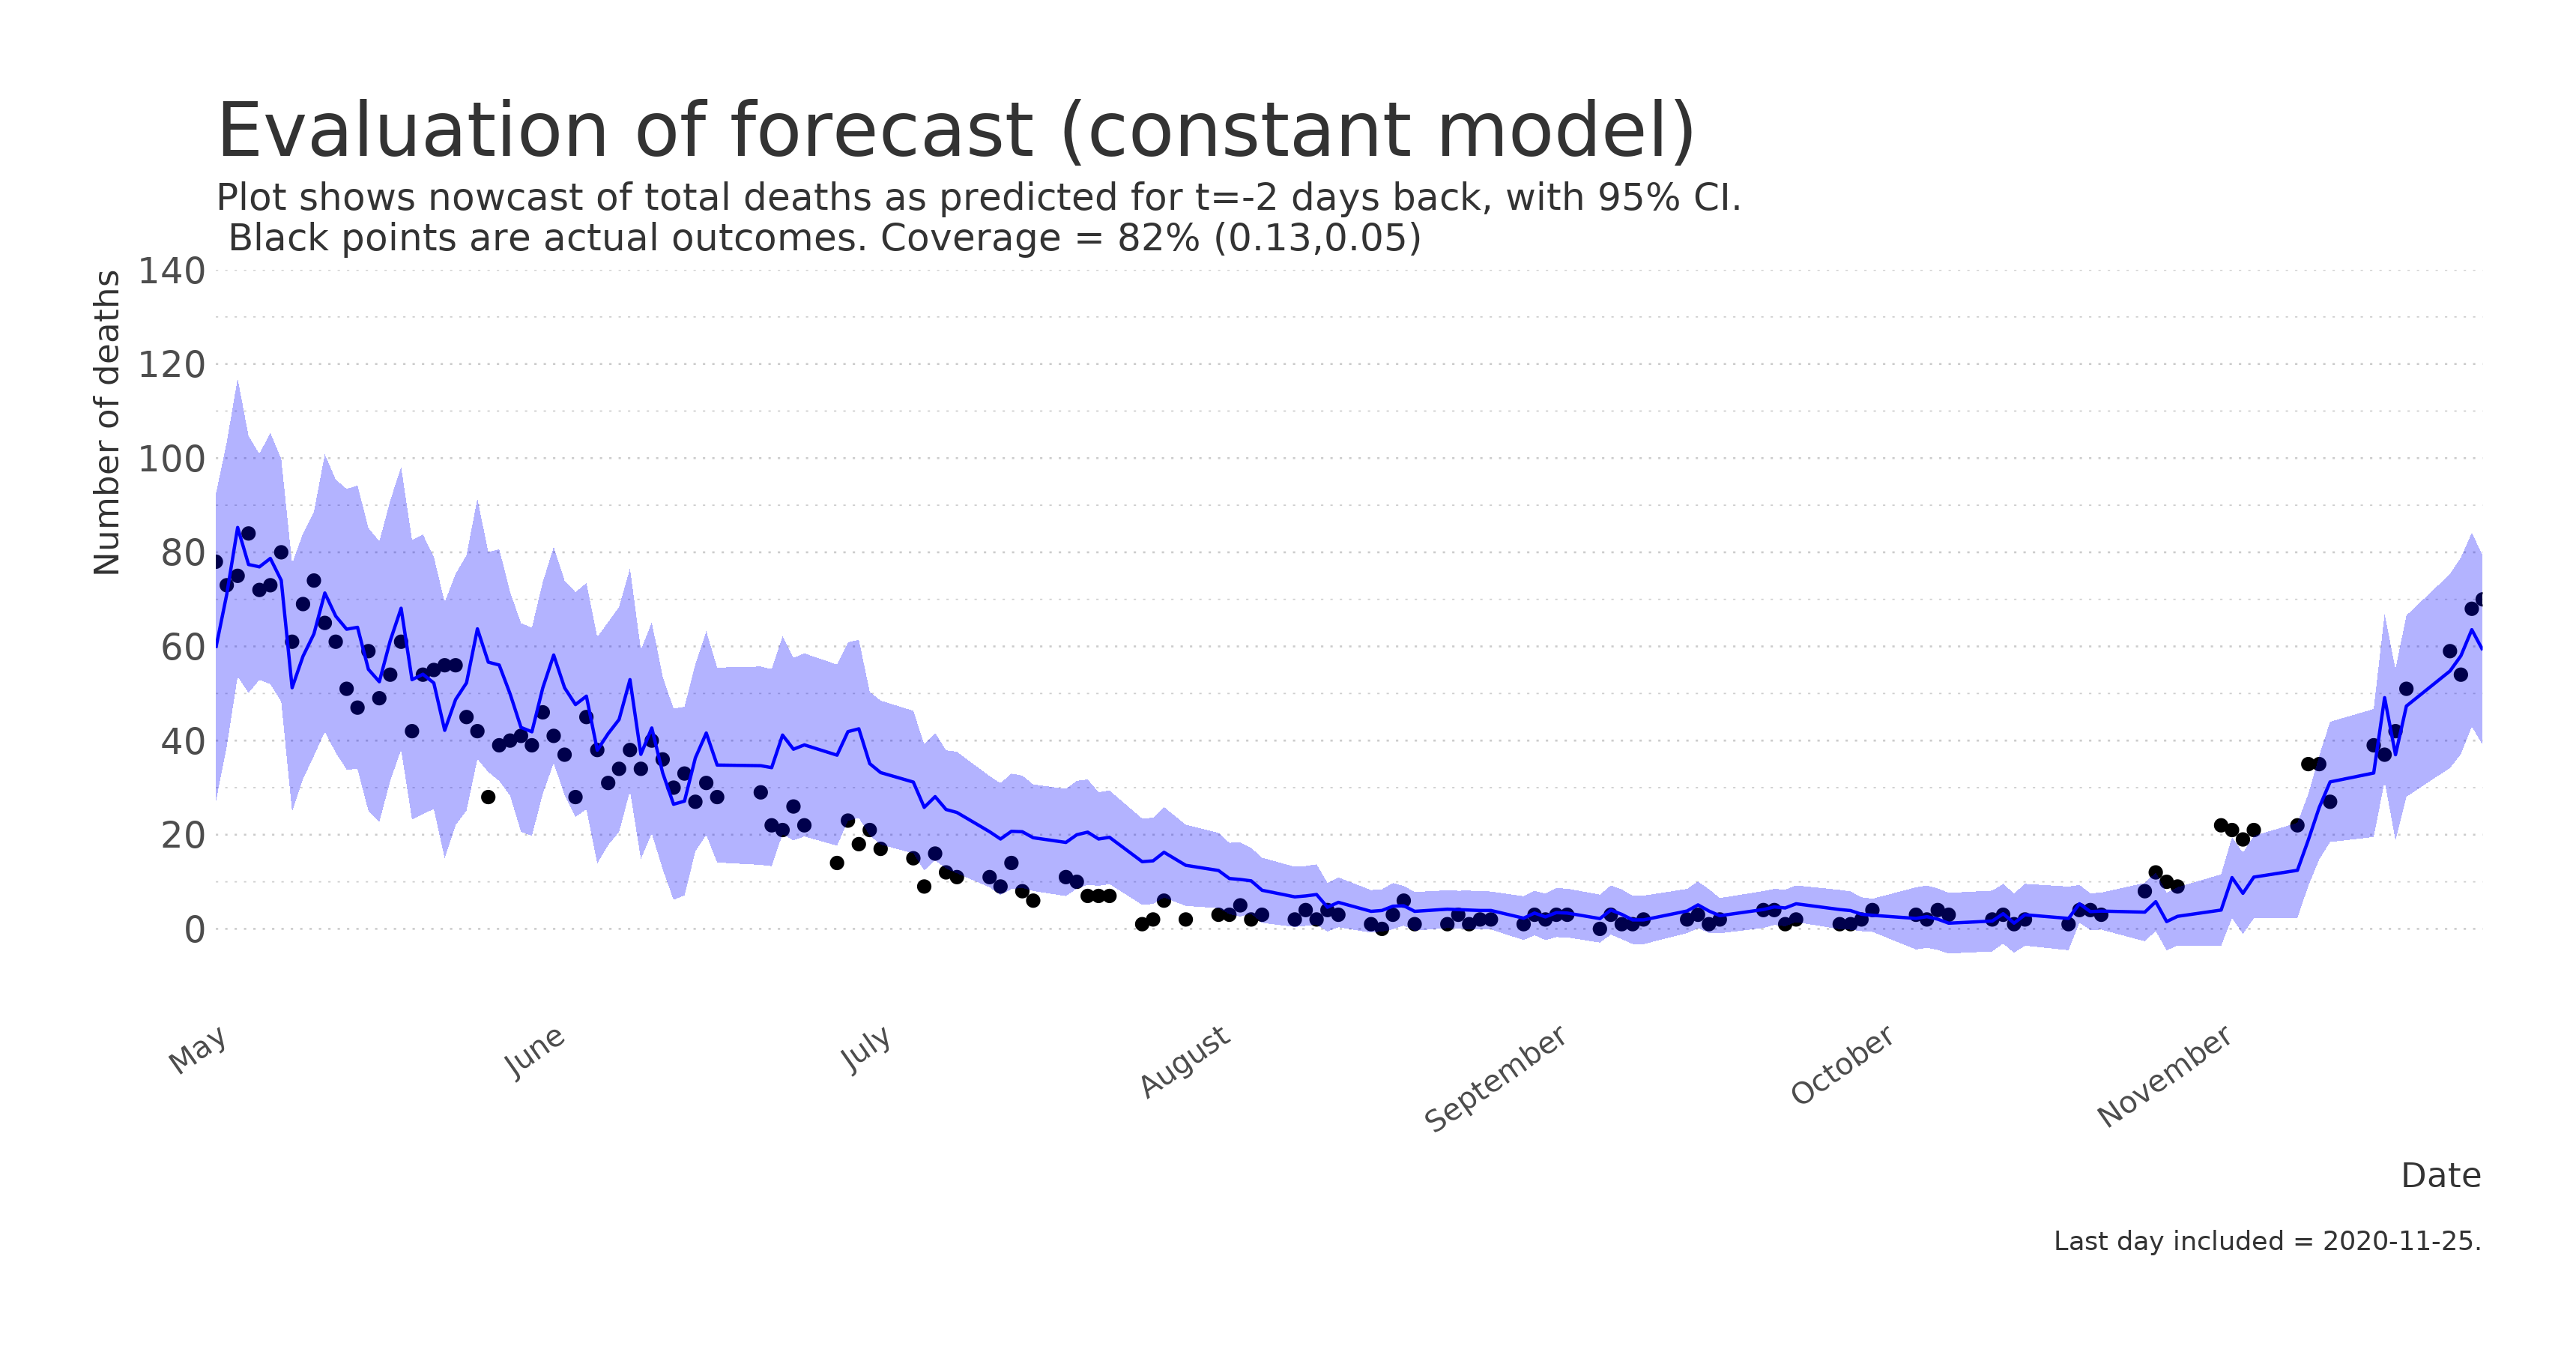 Evaluation of forecast (constant model)
Plot shows nowcast of total deaths as predicted for t=-2 days back, with 95% CI.
Black points are actual outcomes. Coverage = 82% (0.13,0.05)
Number of deaths
140
120
100
80
60
40
20
0
May
June
July
August
September
October
November
Date
Last day included = 2020-11-25.